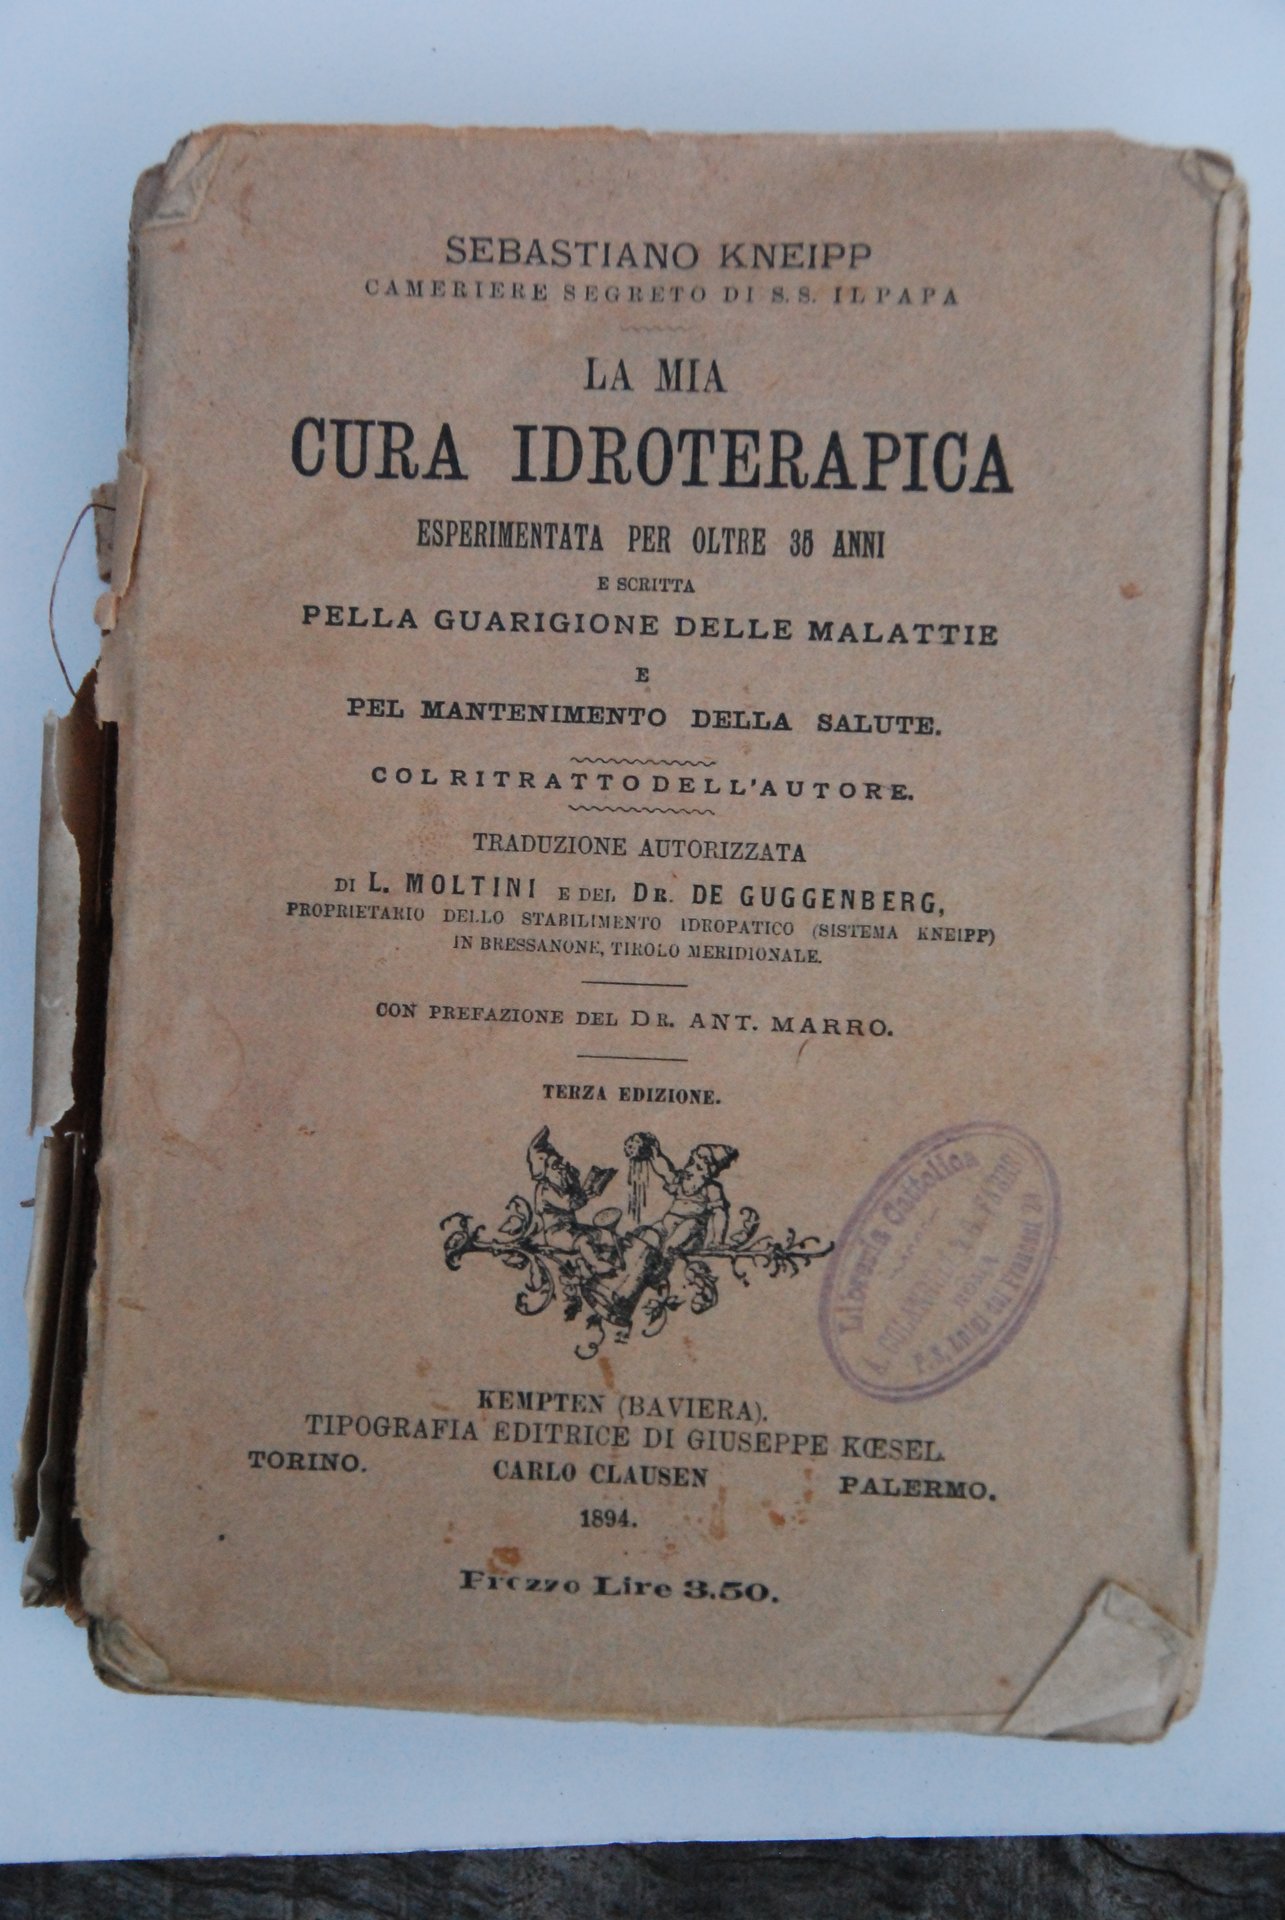 SEBASTIANO KNEIPP
CAMERIERE SEGRETO DI S.S. IL PAPA
LA MIA
CURA IDROTERAPICA
ESPERIMENTATA PER OLTRE 35 ANNI
E SCRITTA
PELLA GUARIGIONE DELLE MALATTIE
E
PEL MANTENIMENTO DELLA SALUTE.
COL RITRATTO DELL'AUTORE.
TRADUZIONE AUTORIZZATA
DI L. MOLTINI E DEL DR. DE GUGGENBERG,
PROPRIETARIO DELLO STABILIMENTO IDROPATICO (SISTEMA KNEIPP)
IN BRESSANONE, TIROLO MERIDIONALE.
CON PREFAZIONE DEL DR. ANT. MARRO.
TERZA EDIZIONE.
Libreria Cattolica
ROMA
KEMPTEN (BAVIERA).
TIPOGRAFIA EDITRICE DI GIUSEPPE KŒSEL
TORINO. CARLO CLAUSEN PALERMO.
1894.
Prezzo Lire 3.50.